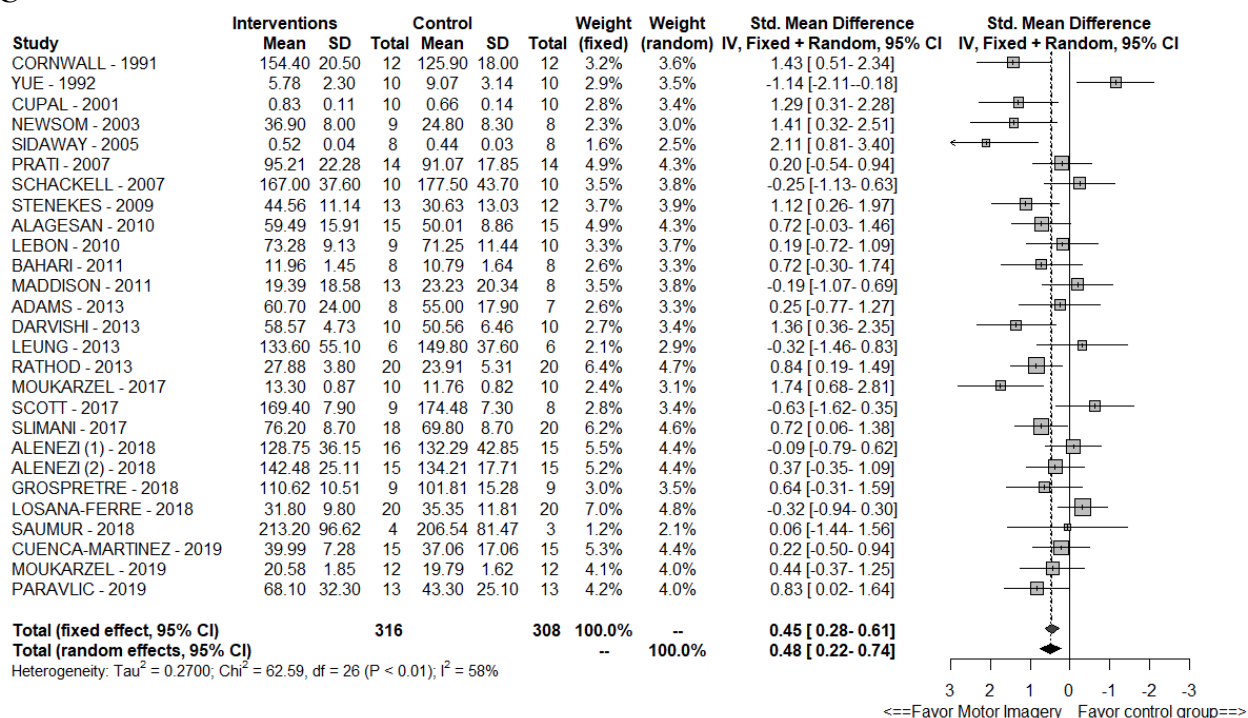 Interventions Control Weight Weight Std. Mean Difference Std. Mean Difference
Study Mean SD Total Mean SD Total (fixed) (random) IV, Fixed + Random, 95% CI IV, Fixed + Random, 95% CI
CORNWALL - 1991 154.40 20.50 12 125.90 18.00 12 3.2% 3.6% 1.43 [ 0.51- 2.34]
YUE - 1992 5.78 2.30 10 9.07 3.14 10 2.9% 3.5% -1.14 [-2.11--0.18]
CUPAL - 2001 0.83 0.11 10 0.66 0.14 10 2.8% 3.4% 1.29 [ 0.31- 2.28]
NEWSOM - 2003 36.90 8.00 9 24.80 8.30 8 2.3% 3.0% 1.41 [ 0.32- 2.51]
SIDAWAY - 2005 0.52 0.04 8 0.44 0.03 8 1.6% 2.5% 2.11 [ 0.81- 3.40]
PRATI - 2007 95.21 22.28 14 91.07 17.85 14 4.9% 4.3% 0.20 [-0.54- 0.94]
SCHACKELL - 2007 167.00 37.60 10 177.50 43.70 10 3.5% 3.8% -0.25 [-1.13- 0.63]
STENEKES - 2009 44.56 11.14 13 30.63 13.03 12 3.7% 3.9% 1.12 [ 0.26- 1.97]
ALAGESAN - 2010 59.49 15.91 15 50.01 8.86 15 4.9% 4.3% 0.72 [-0.03- 1.46]
LEBON - 2010 73.28 9.13 9 71.25 11.44 10 3.3% 3.7% 0.19 [-0.72- 1.09]
BAHARI - 2011 11.96 1.45 8 10.79 1.64 8 2.6% 3.3% 0.72 [-0.30- 1.74]
MADDISON - 2011 19.39 18.58 13 23.23 20.34 8 3.5% 3.8% -0.19 [-1.07- 0.69]
ADAMS - 2013 60.70 24.00 8 55.00 17.90 7 2.6% 3.3% 0.25 [-0.77- 1.27]
DARVISHI - 2013 58.57 4.73 10 50.56 6.46 10 2.7% 3.4% 1.36 [ 0.36- 2.35]
LEUNG - 2013 133.60 55.10 6 149.80 37.60 6 2.1% 2.9% -0.32 [-1.46- 0.83]
RATHOD - 2013 27.88 3.80 20 23.91 5.31 20 6.4% 4.7% 0.84 [ 0.19- 1.49]
MOUKARZEL - 2017 13.30 0.87 10 11.76 0.82 10 2.4% 3.1% 1.74 [ 0.68- 2.81]
SCOTT - 2017 169.40 7.90 9 174.48 7.30 8 2.8% 3.4% -0.63 [-1.62- 0.35]
SLIMANI - 2017 76.20 8.70 18 69.80 8.70 20 6.2% 4.6% 0.72 [ 0.06- 1.38]
ALENEZI (1) - 2018 128.75 36.15 16 132.29 42.85 15 5.5% 4.4% -0.09 [-0.79- 0.62]
ALENEZI (2) - 2018 142.48 25.11 15 134.21 17.71 15 5.2% 4.4% 0.37 [-0.35- 1.09]
GROSPRETRE - 2018 110.62 10.51 9 101.81 15.28 9 3.0% 3.5% 0.64 [-0.31- 1.59]
LOSANA-FERRE - 2018 31.80 9.80 20 35.35 11.81 20 7.0% 4.8% -0.32 [-0.94- 0.30]
SAUMUR - 2018 213.20 96.62 4 206.54 81.47 3 1.2% 2.1% 0.06 [-1.44- 1.56]
CUENCA-MARTINEZ - 2019 39.99 7.28 15 37.06 17.06 15 5.3% 4.4% 0.22 [-0.50- 0.94]
MOUKARZEL - 2019 20.58 1.85 12 19.79 1.62 12 4.1% 4.0% 0.44 [-0.37- 1.25]
PARAVLIC - 2019 68.10 32.30 13 43.30 25.10 13 4.2% 4.0% 0.83 [ 0.02- 1.64]
Total (fixed effect, 95% CI) 316 308 100.0% -- 0.45 [ 0.28- 0.61]
Total (random effects, 95% CI) -- 100.0% 0.48 [ 0.22- 0.74]
Heterogeneity: Tau² = 0.2700; Chi² = 62.59, df = 26 (P < 0.01); I² = 58%
3 2 1 0 -1 -2 -3
<==Favor Motor Imagery Favor control group==>